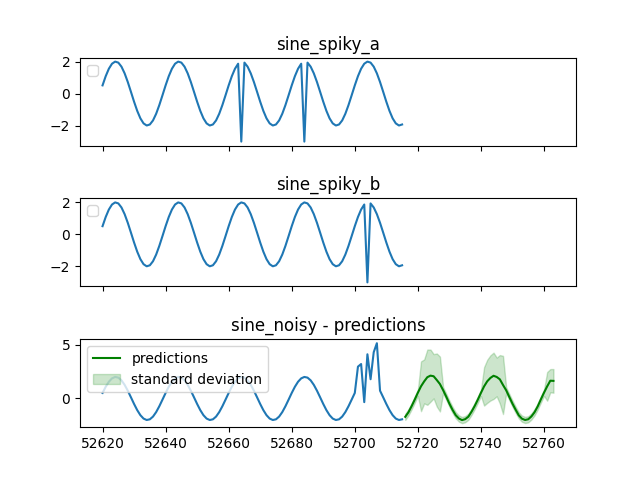 sine_spiky_a
2
0
−2
sine_spiky_b
2
0
−2
sine_noisy - predictions
5
0
predictions
standard deviation
52620 52640 52660 52680 52700 52720 52740 52760